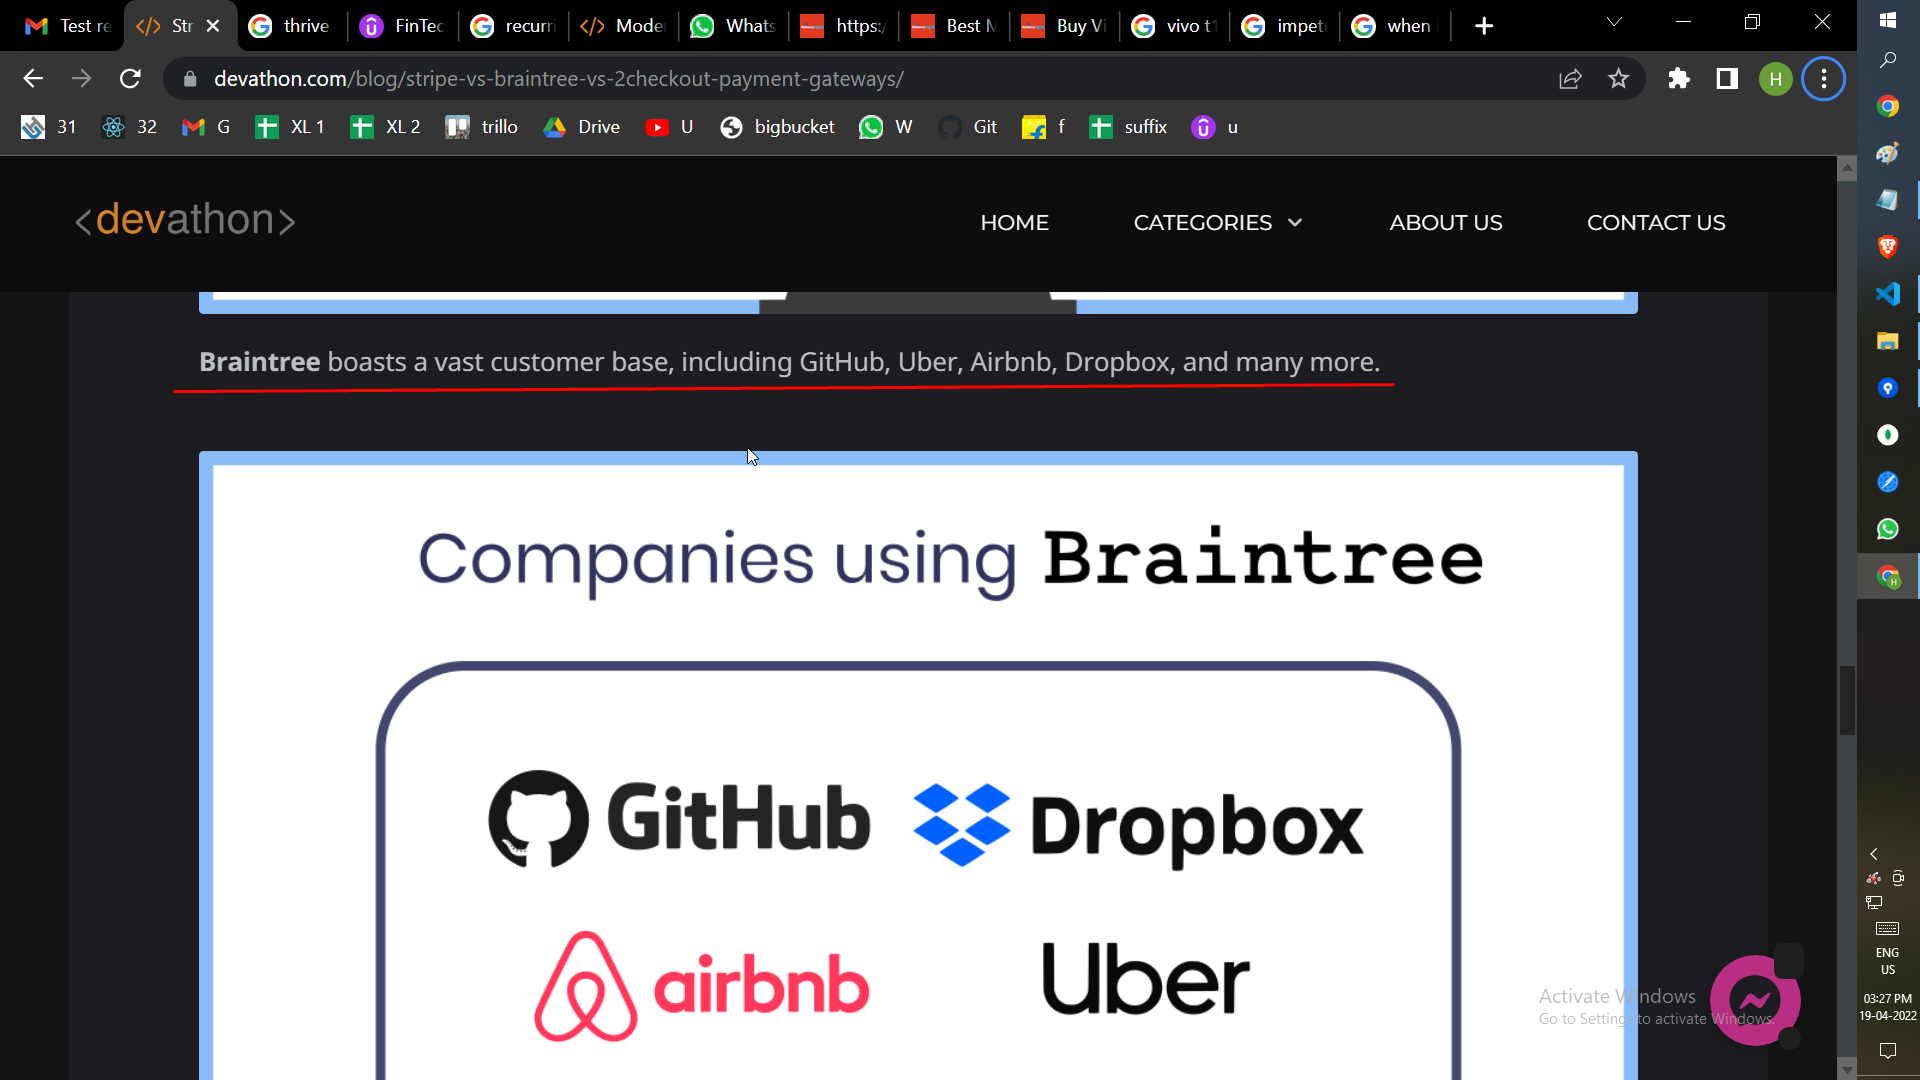 Test re
Str
thrive
FinTec
recurri
Moder
Whats
https:/
Best M
Buy Vi
vivo t1
impetu
when
devathon.com/blog/stripe-vs-braintree-vs-2checkout-payment-gateways/
H
31
32
G
XL 1
XL 2
trillo
Drive
U
bigbucket
W
Git
f
suffix
u
<devathon>
HOME
CATEGORIES
ABOUT US
CONTACT US
Braintree boasts a vast customer base, including GitHub, Uber, Airbnb, Dropbox, and many more.
Companies using Braintree
GitHub
Dropbox
airbnb
Uber
Activate Windows
Go to Settings to activate Windows.
ENG
US
03:27 PM
19-04-2022